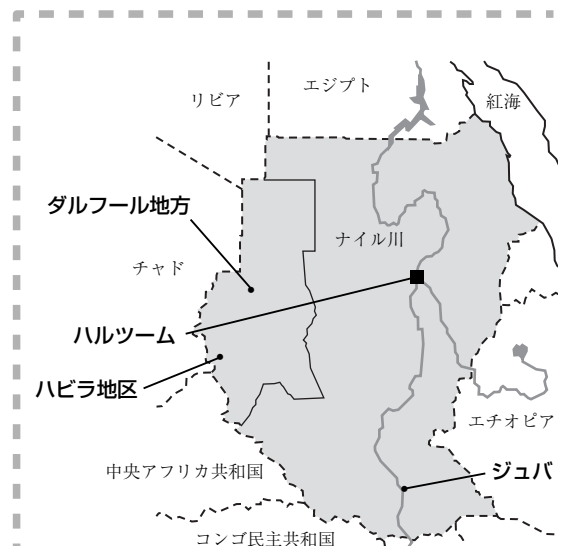 エジプト
リビア
紅海
ダルフール地方
ナイル川
チャド
ハルツーム
ハビラ地区
エチオピア
中央アフリカ共和国
ジュバ
コンゴ民主共和国